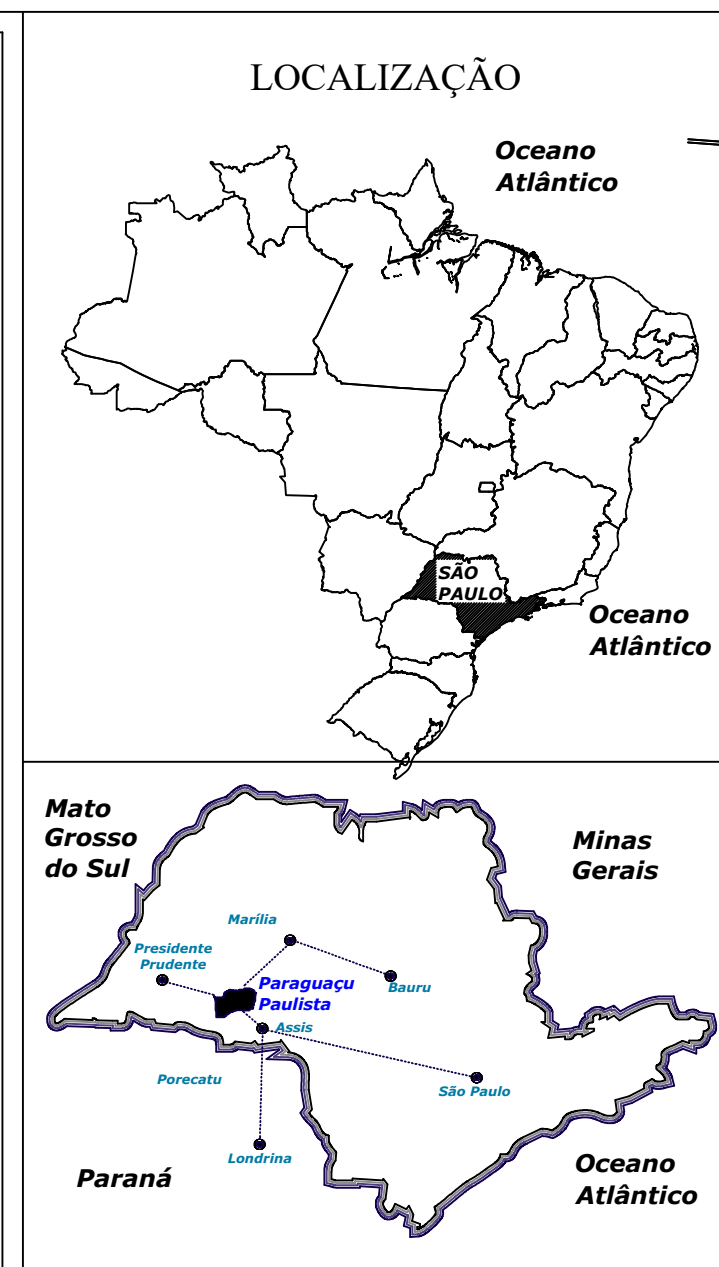 LOCALIZAÇÃO
Oceano
Atlântico
SÃO
PAULO
Oceano
Atlântico
Mato
Grosso
do Sul
Minas
Gerais
Marília
Presidente
Prudente
Bauru
Paraguaçu
Paulista
Assis
Porecatu
São Paulo
Londrina
Paraná
Oceano
Atlântico